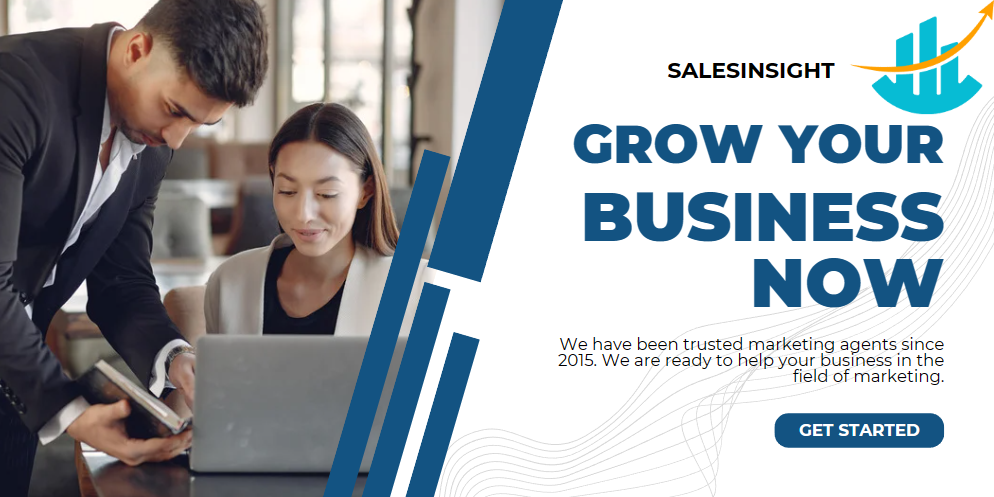 SALESINSIGHT
GROW YOUR
BUSINESS
NOW
We have been trusted marketing agents since
2015. We are ready to help your business in the
field of marketing.
GET STARTED